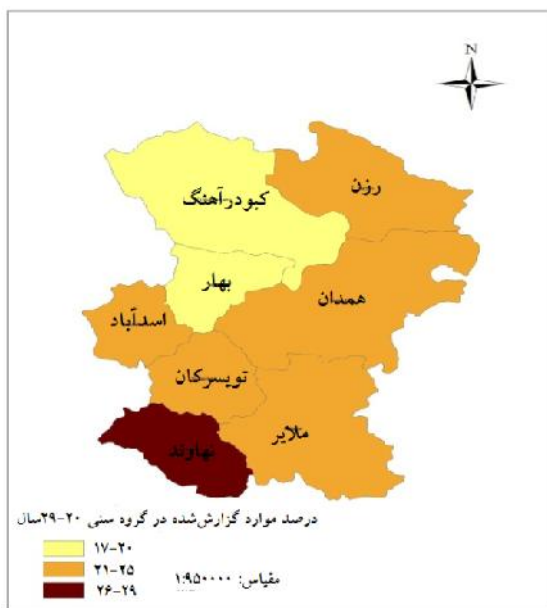 N
رزن
کبودرآهنگ
بهار
همدان
اسدآباد
تویسرکان
ملایر
نهاوند
درصد موارد گزارش‌شده در گروه سنی ۲۰-۲۹سال
۱۷-۲۰
۲۱-۲۵
۲۶-۲۹
مقیاس: ۱:۹۵۰۰۰۰